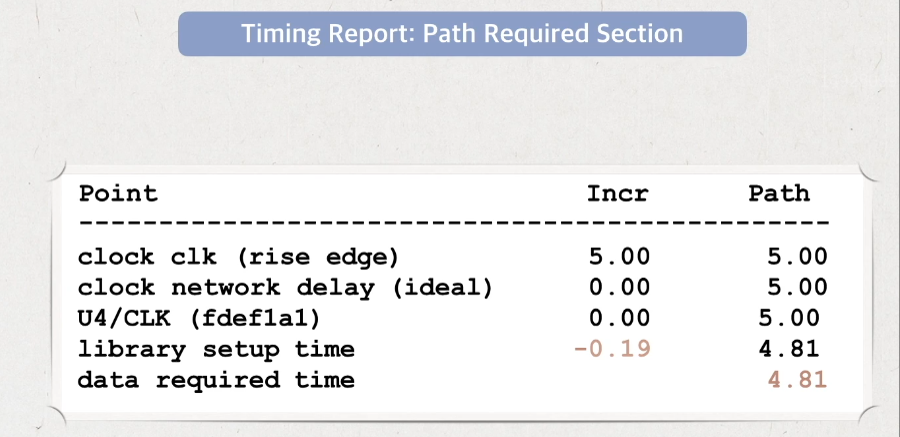 Timing Report: Path Required Section
Point Incr Path
----------------------------------------------------
clock clk (rise edge) 5.00 5.00
clock network delay (ideal) 0.00 5.00
U4/CLK (fdef1a1) 0.00 5.00
library setup time -0.19 4.81
data required time 4.81